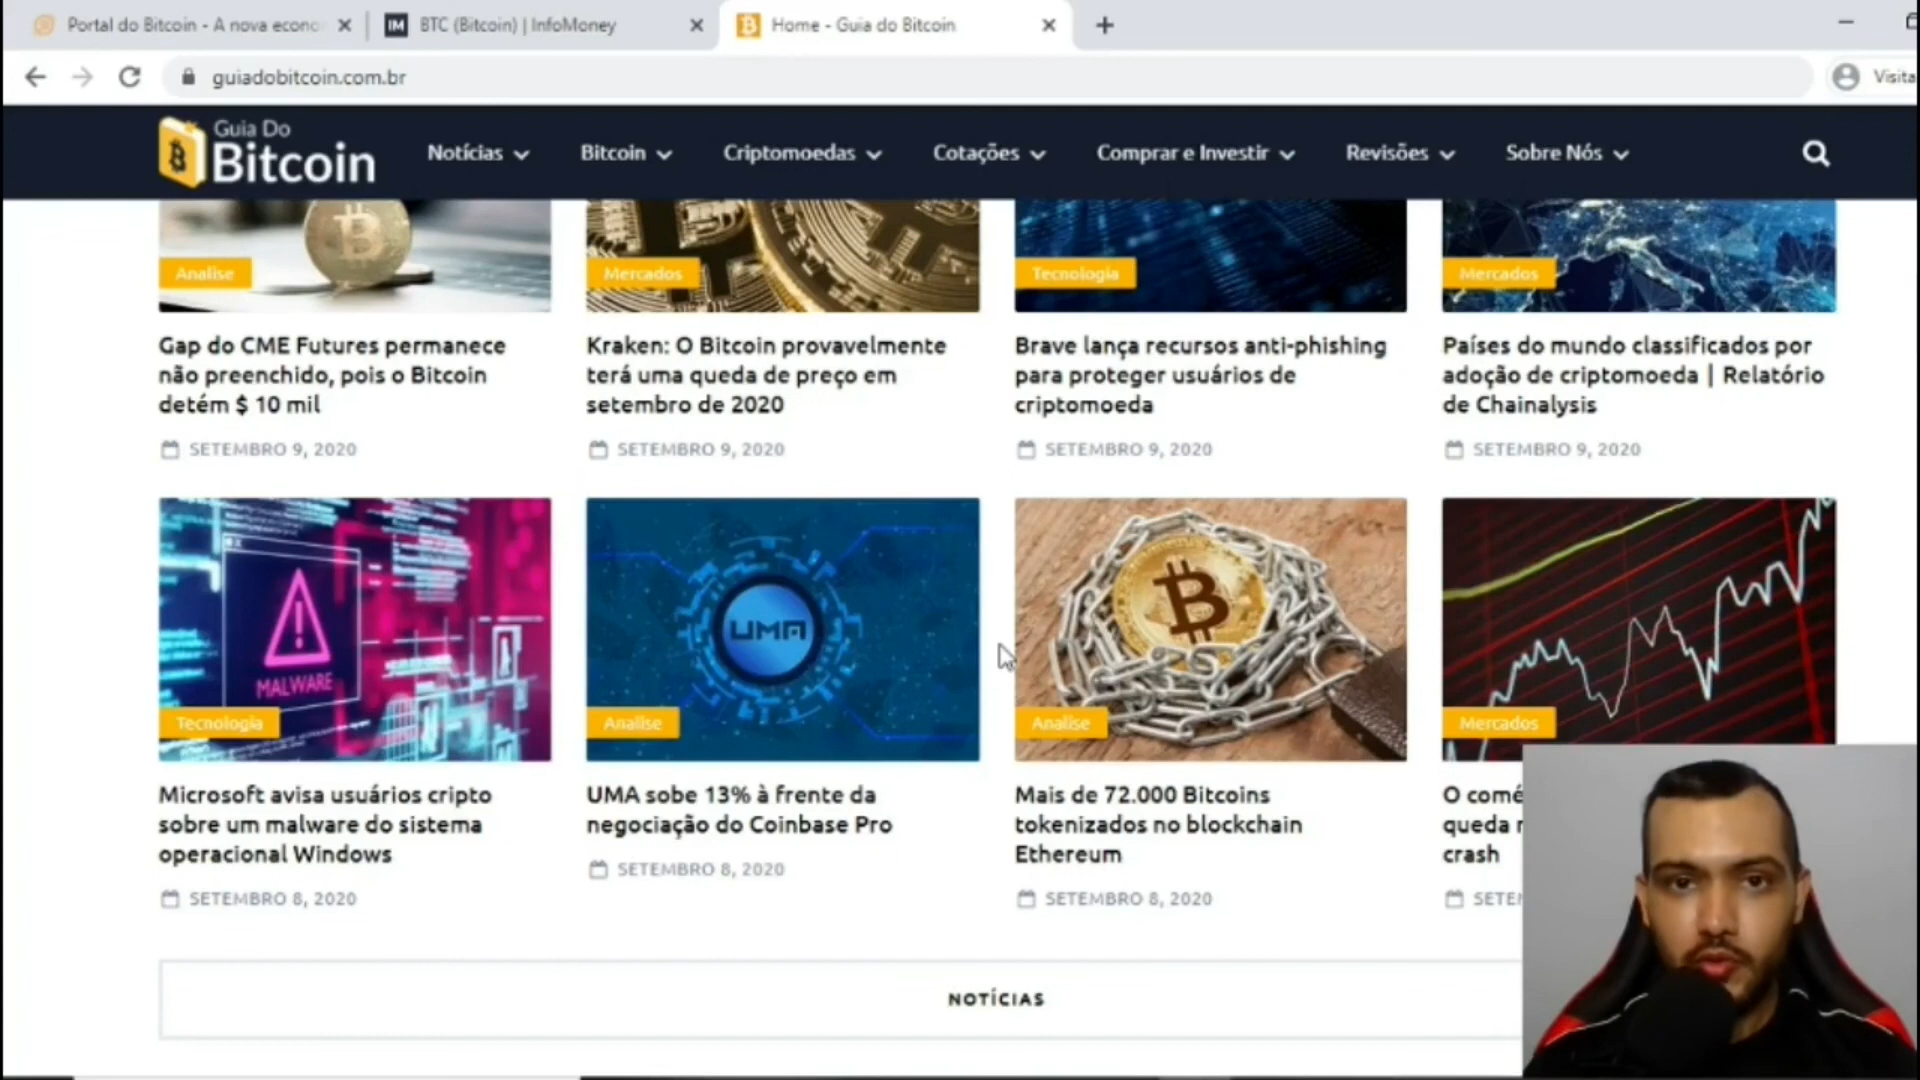 Portal do Bitcoin - A nova econo
IM
BTC (Bitcoin) | InfoMoney
Home - Guia do Bitcoin
guiadobitcoin.com.br
Visita
Guia Do
Bitcoin
Notícias
Bitcoin
Criptomoedas
Cotações
Comprar e Investir
Revisões
Sobre Nós
Analise
Mercados
Tecnologia
Mercados
Gap do CME Futures permanece
não preenchido, pois o Bitcoin
detém $ 10 mil
SETEMBRO 9, 2020
Kraken: O Bitcoin provavelmente
terá uma queda de preço em
setembro de 2020
SETEMBRO 9, 2020
Brave lança recursos anti-phishing
para proteger usuários de
criptomoeda
SETEMBRO 9, 2020
Países do mundo classificados por
adoção de criptomoeda | Relatório
de Chainalysis
SETEMBRO 9, 2020
MALWARE
Tecnologia
UMA
Analise
Analise
Mercados
Microsoft avisa usuários cripto
sobre um malware do sistema
operacional Windows
SETEMBRO 8, 2020
UMA sobe 13% à frente da
negociação do Coinbase Pro
SETEMBRO 8, 2020
Mais de 72.000 Bitcoins
tokenizados no blockchain
Ethereum
SETEMBRO 8, 2020
O comé
queda
crash
SETE
NOTÍCIAS